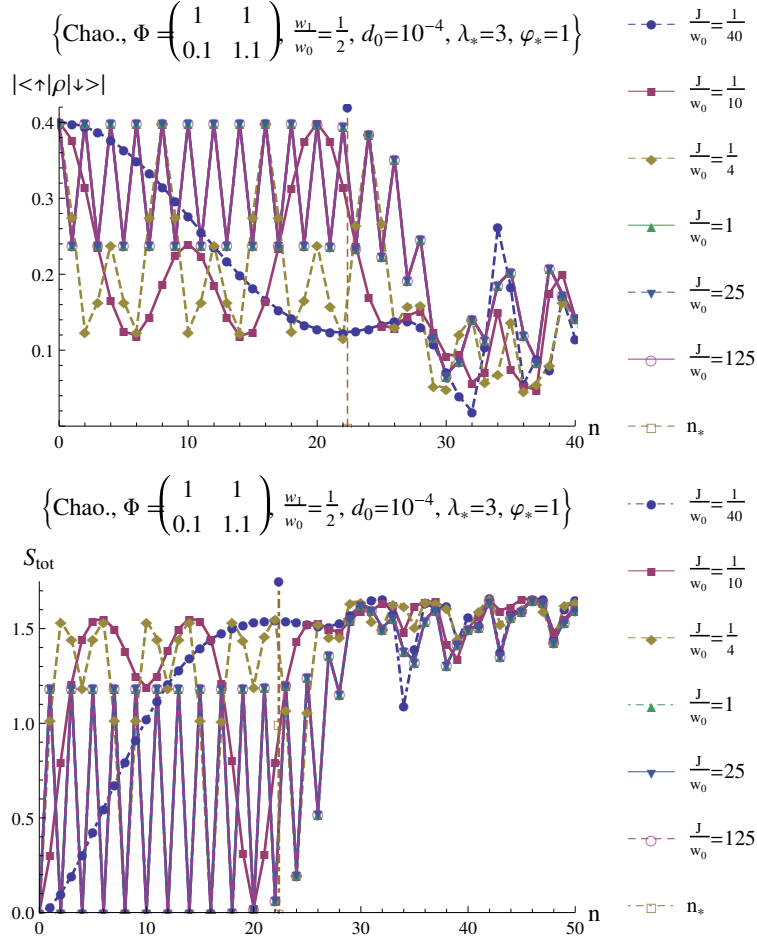 {Chao., Φ = (1 1
0.1 1.1), w₁/w₀ = 1/2, d₀=10⁻⁴, λ*=3, φ*=1}
|<↑|ρ|↓>|
0.4
0.3
0.2
0.1
0 10 20 30 40 n
J/w₀ = 1/40
J/w₀ = 1/10
J/w₀ = 1/4
J/w₀ = 1
J/w₀ = 25
J/w₀ = 125
n*
{Chao., Φ = (1 1
0.1 1.1), w₁/w₀ = 1/2, d₀=10⁻⁴, λ*=3, φ*=1}
S_tot
1.5
1.0
0.5
0.0
0 10 20 30 40 50 n
J/w₀ = 1/40
J/w₀ = 1/10
J/w₀ = 1/4
J/w₀ = 1
J/w₀ = 25
J/w₀ = 125
n*